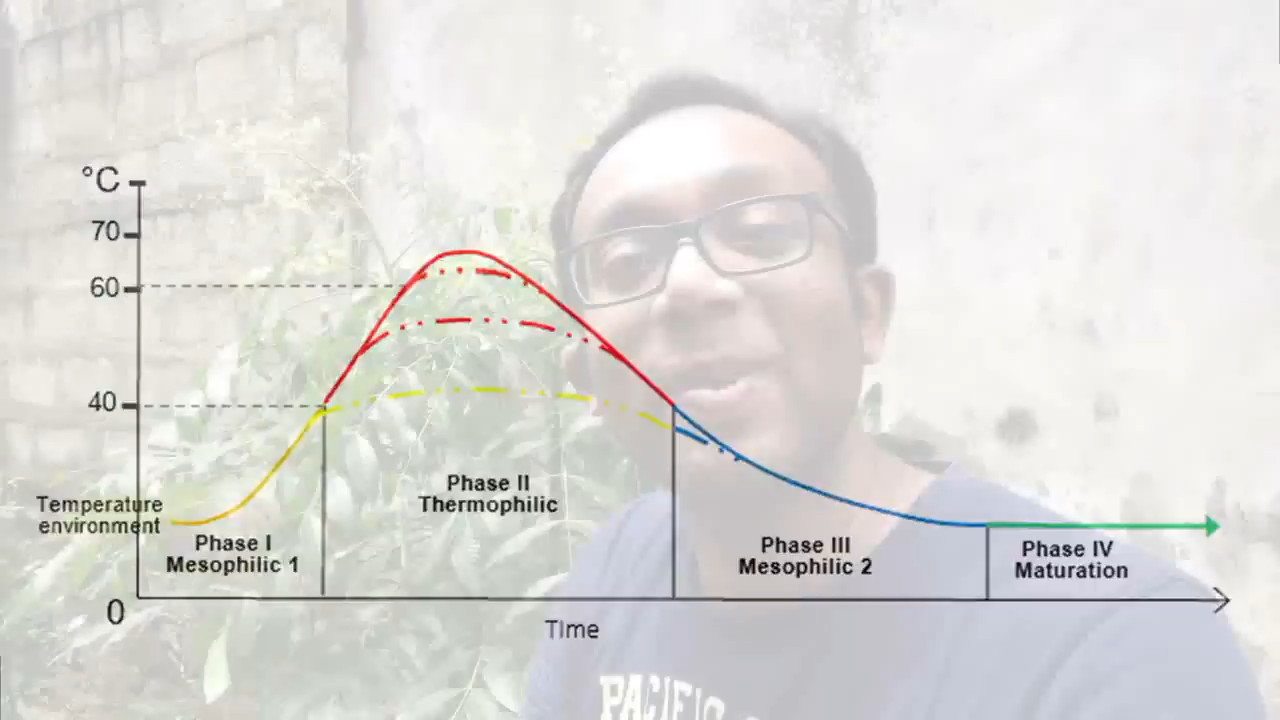 °C
70
60
40
Temperature
environment
Phase I
Mesophilic 1
Phase II
Thermophilic
Phase III
Mesophilic 2
Phase IV
Maturation
0
TIme
PACIFIC